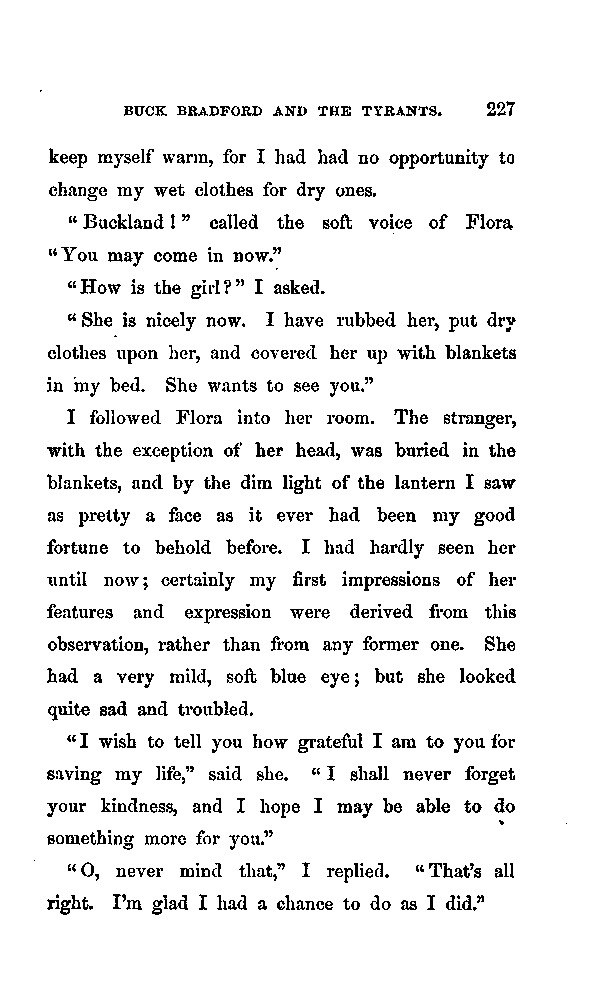 BUCK BRADFORD AND THE TYRANTS. 227
keep myself warm, for I had had no opportunity to
change my wet clothes for dry ones.
"Buckland!" called the soft voice of Flora
"You may come in now."
"How is the girl?" I asked.
"She is nicely now. I have rubbed her, put dry
clothes upon her, and covered her up with blankets
in my bed. She wants to see you."
I followed Flora into her room. The stranger,
with the exception of her head, was buried in the
blankets, and by the dim light of the lantern I saw
as pretty a face as it ever had been my good
fortune to behold before. I had hardly seen her
until now; certainly my first impressions of her
features and expression were derived from this
observation, rather than from any former one. She
had a very mild, soft blue eye; but she looked
quite sad and troubled.
"I wish to tell you how grateful I am to you for
saving my life," said she. "I shall never forget
your kindness, and I hope I may be able to do
something more for you."
"O, never mind that," I replied. "That's all
right. I'm glad I had a chance to do as I did."